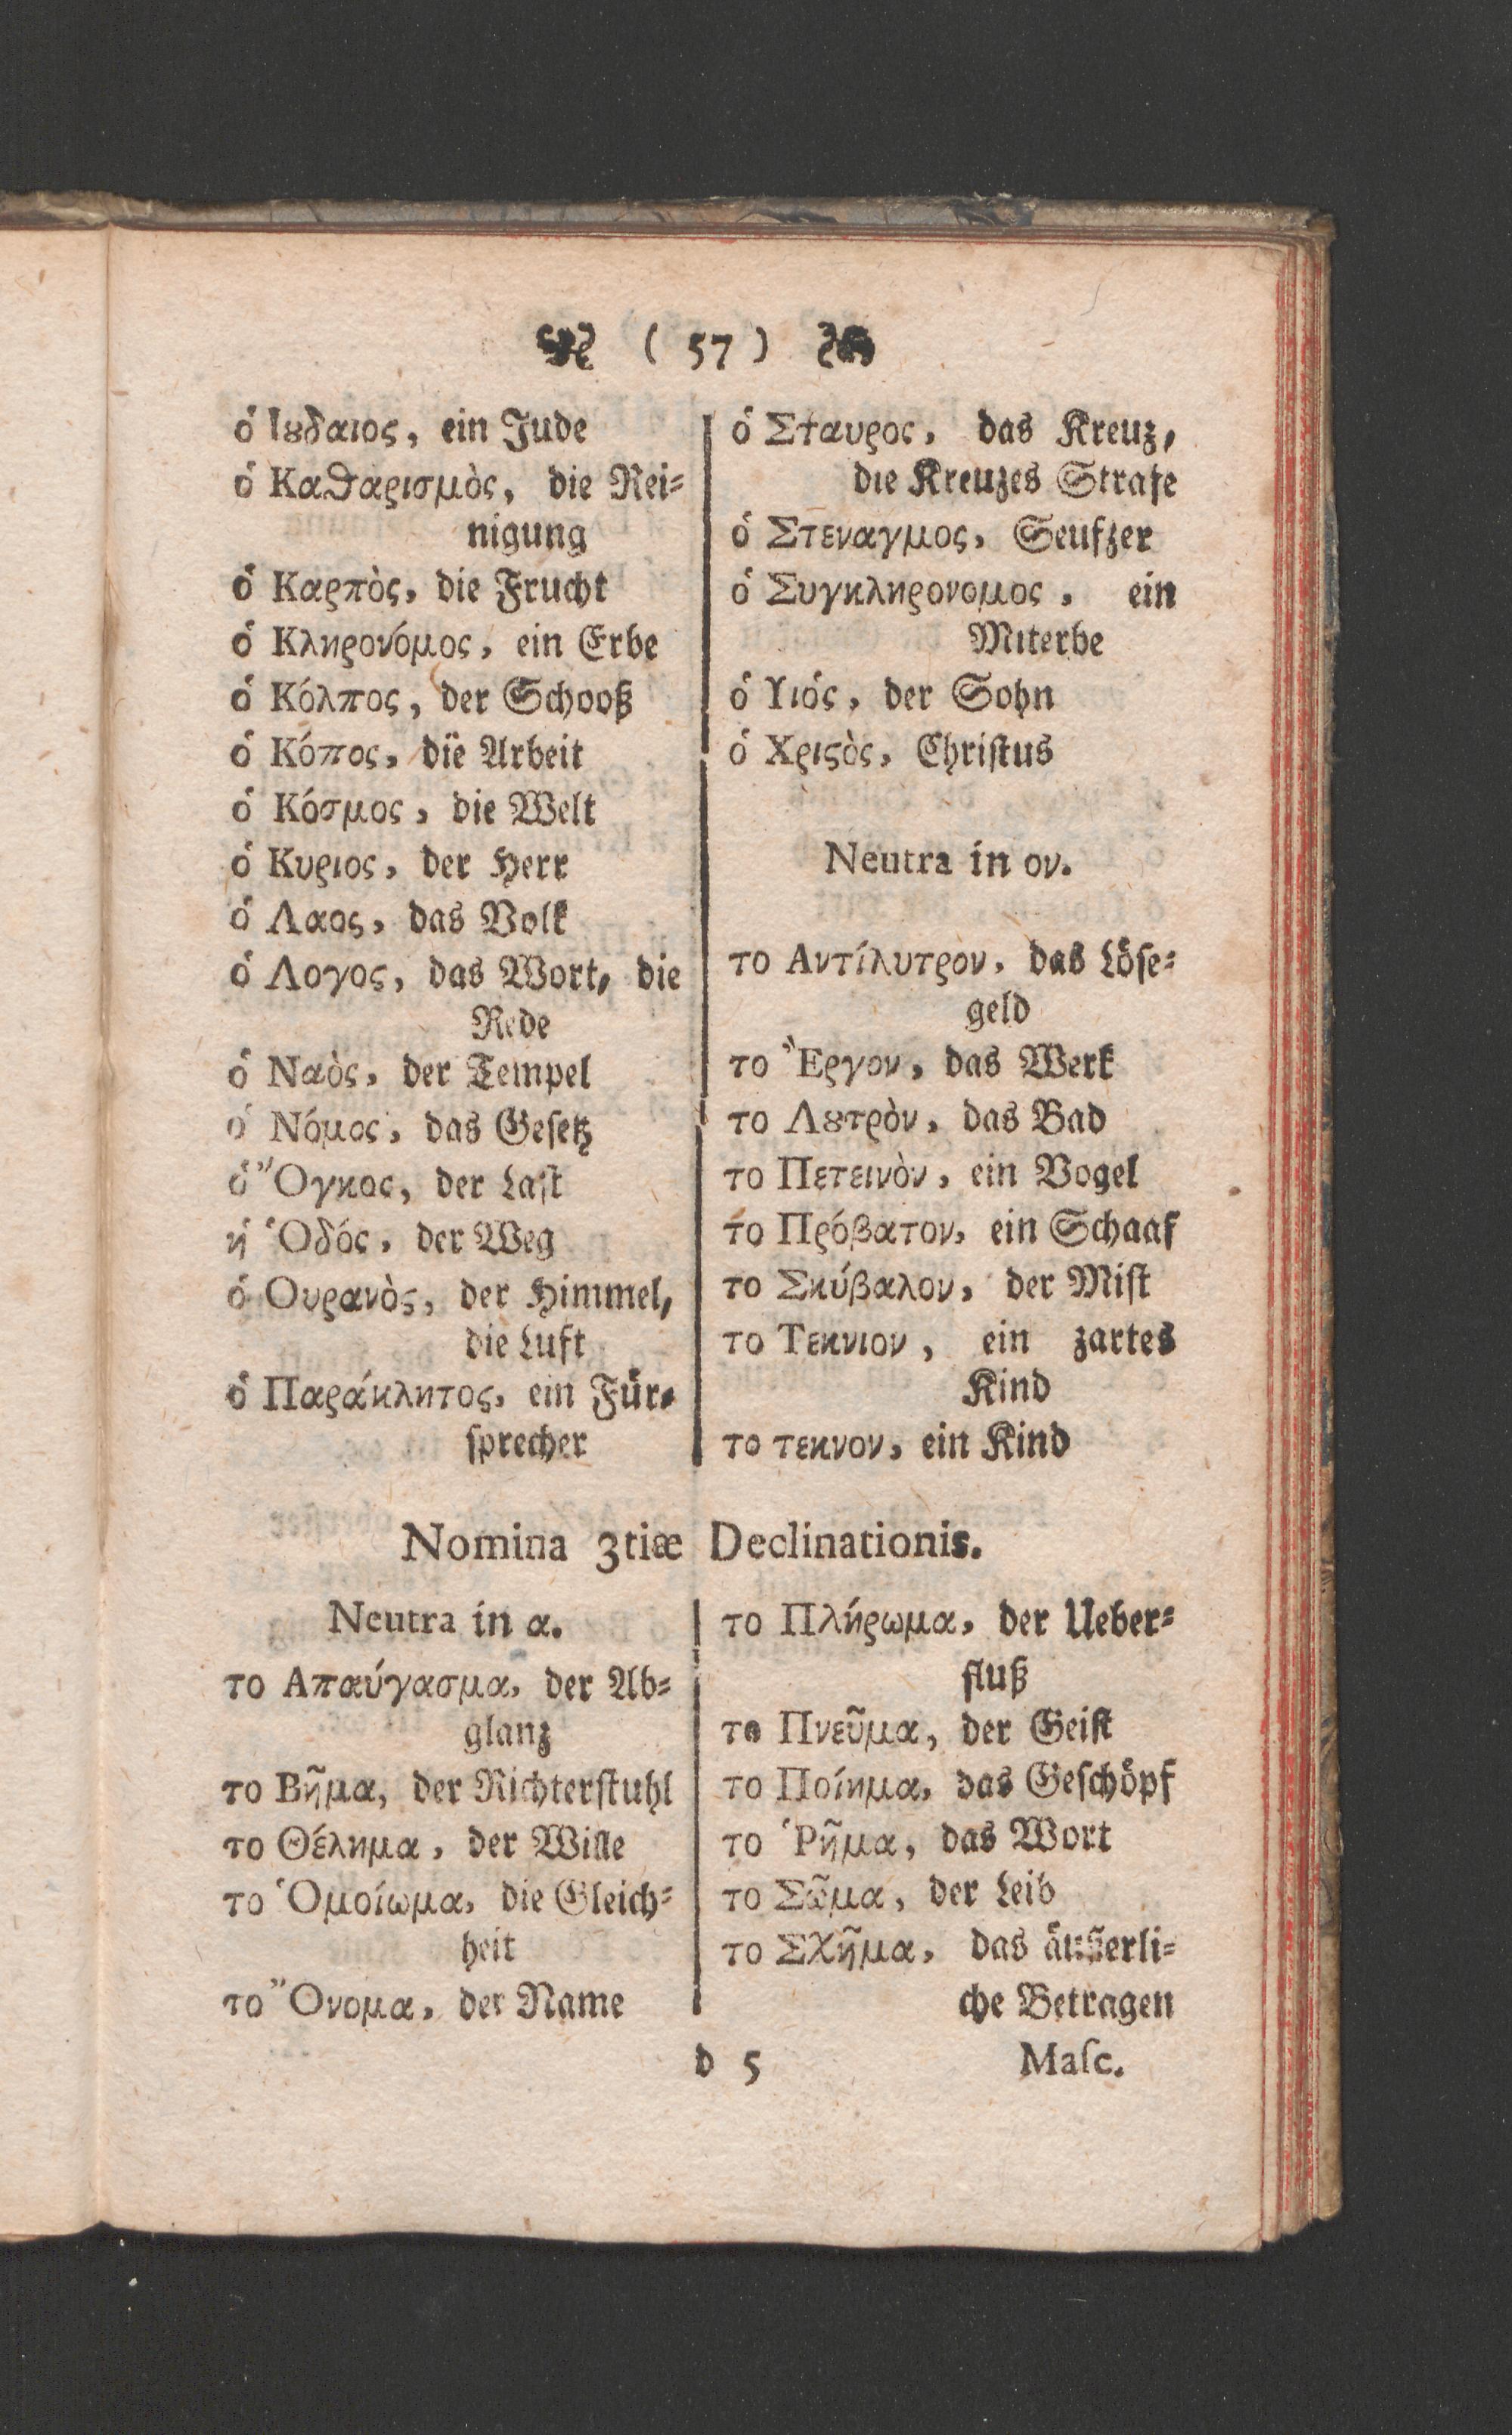 ( 57 )
ὁ Ιȣδαιος, ein Jude
ὁ Καϑαρισμὸς, die Rei=
nigung
ὁ Καρπὸς, die Frucht
ὁ Κληρονόμος, ein Erbe
ὁ Κόλπος, der Schooß
ὁ Κόπος, die Arbeit
ὁ Κόσμος, die Welt
ὁ Κυριος, der Herr
ὁ Λαος, das Volk
ὁ Λογος, das Wort, die
Rede
ὁ Ναὸς, der Tempel
ὁ Νόμος, das Gesetz
ὁ Ὄγκος, der Last
ἡ Ὁδός, der Weg
ὁ Ουρανὸς, der Himmel,
die Luft
ὁ Παράκλητος, ein Für=
sprecher
ὁ Σταυρος, das Kreuz,
die Kreuzes Strafe
ὁ Στεναγμος, Seufzer
ὁ Συγκληρονομος, ein
Miterbe
ὁ Υιός, der Sohn
ὁ Χριϛὸς, Christus
Neutra in ον.
το Αντίλυτρον, das Löse=
geld
το Ἒργον, das Werk
το Λȣτρὸν, das Bad
το Πετεινὸν, ein Vogel
το Πρόβατον, ein Schaaf
το Σκύβαλον, der Mist
το Τεκνιον, ein zartes
Kind
το τεκνον, ein Kind
Nomina 3tiæ Declinationis.
Neutra in α.
το Απαύγασμα, der Ab=
glanz
το Βῆμα, der Richterstuhl
το Θέλημα, der Wille
το Ὁμοίωμα, die Gleich=
heit
το Ὄνομα, der Name
το Πλήρωμα, der Ueber=
fluß
το Πνεῦμα, der Geist
το Ποίημα, das Geschöpf
το Ῥῆμα, das Wort
το Σῶμα, der Leib
το Σχῆμα, das äußerli=
che Betragen
d 5
Masc.